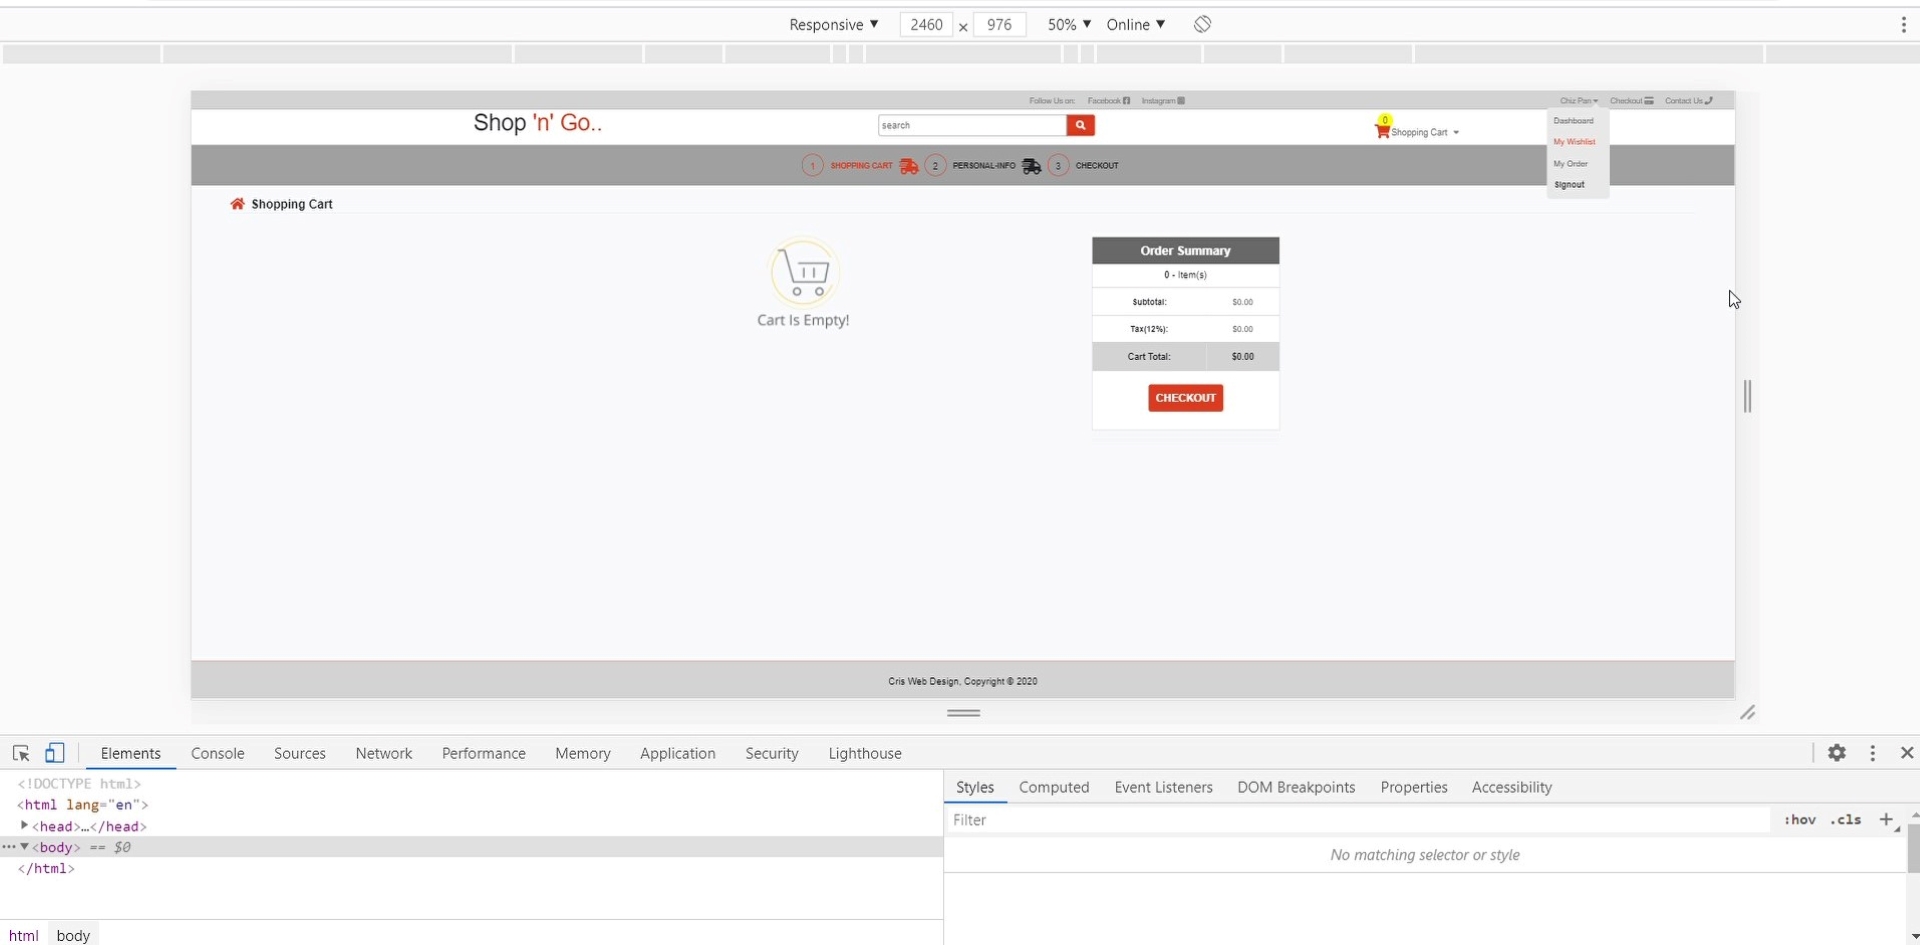 Responsive ▼ 2460 × 976 50% ▼ Online ▼
Follow Us on: Facebook Instagram Chiz Pan Checkout Contact Us
Shop 'n' Go..
search
0
Shopping Cart
Dashboard
My Wishlist
My Order
Signout
1 SHOPPING CART 2 PERSONAL-INFO 3 CHECKOUT
Shopping Cart
Cart Is Empty!
Order Summary
0 - Item(s)
Subtotal: $0.00
Tax(12%): $0.00
Cart Total: $0.00
CHECKOUT
Cris Web Design, Copyright © 2020
Elements Console Sources Network Performance Memory Application Security Lighthouse
<!DOCTYPE html>
<html lang="en">
<head>…</head>
<body> == $0
</html>
html body
Styles Computed Event Listeners DOM Breakpoints Properties Accessibility
Filter :hov .cls +
No matching selector or style